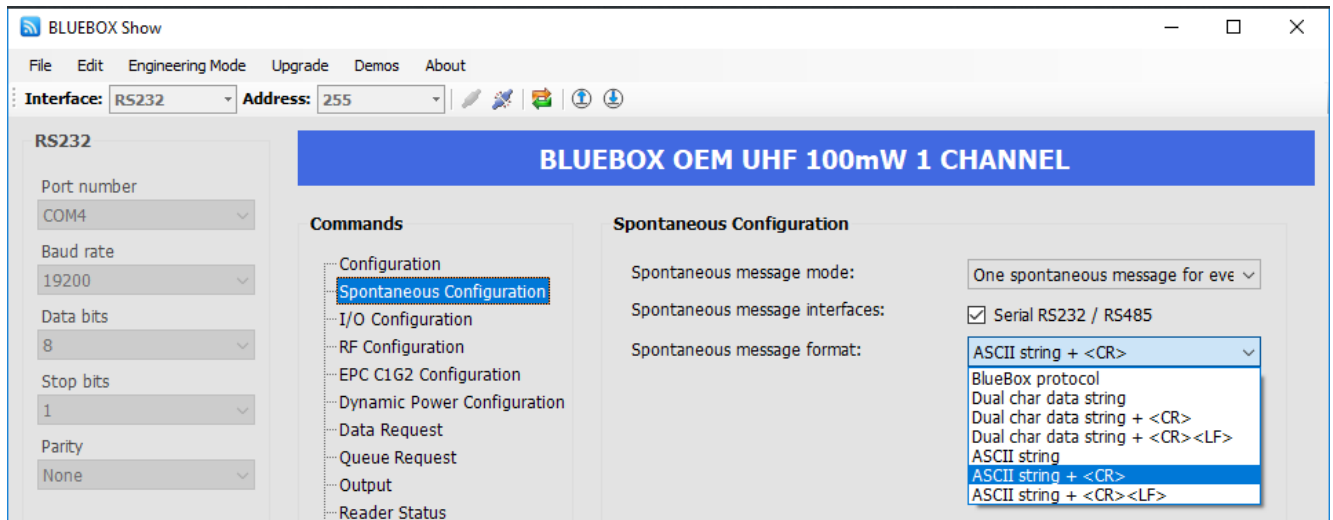 BLUEBOX Show
File Edit Engineering Mode Upgrade Demos About
Interface: RS232 Address: 255
RS232
Port number
COM4
Baud rate
19200
Data bits
8
Stop bits
1
Parity
None
BLUEBOX OEM UHF 100mW 1 CHANNEL
Commands
Configuration
Spontaneous Configuration
I/O Configuration
RF Configuration
EPC C1G2 Configuration
Dynamic Power Configuration
Data Request
Queue Request
Output
Reader Status
Spontaneous Configuration
Spontaneous message mode: One spontaneous message for eve
Spontaneous message interfaces: Serial RS232 / RS485
Spontaneous message format: ASCII string + <CR>
BlueBox protocol
Dual char data string
Dual char data string + <CR>
Dual char data string + <CR><LF>
ASCII string
ASCII string + <CR>
ASCII string + <CR><LF>